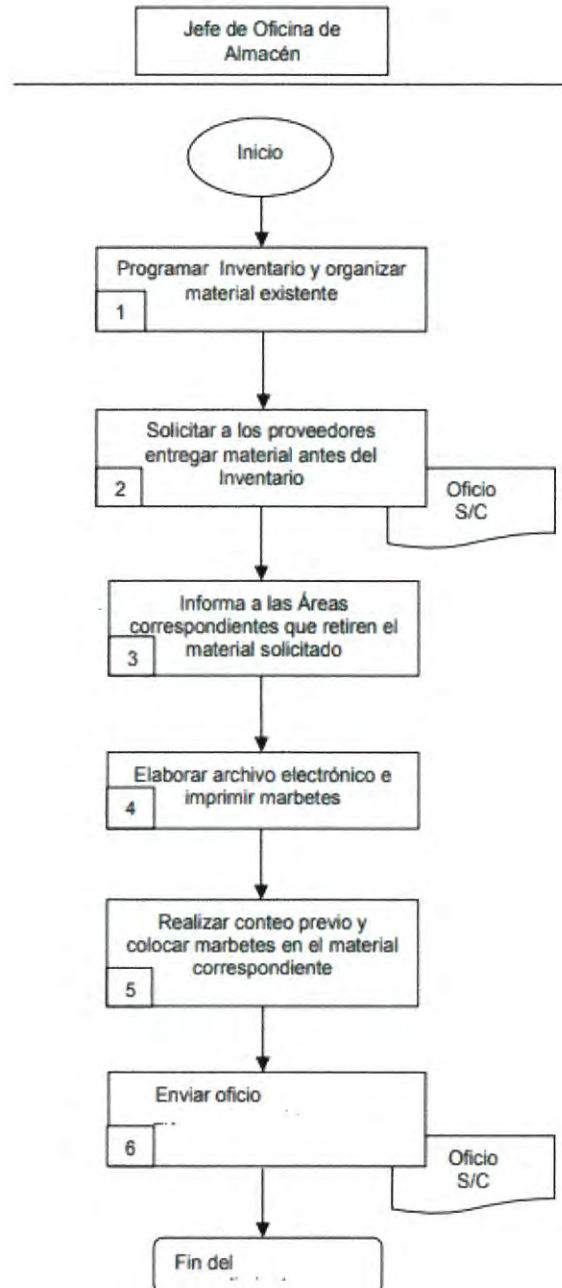 Jefe de Oficina de
Almacén
Inicio
Programar Inventario y organizar
material existente
1
Solicitar a los proveedores
entregar material antes del
Inventario
2
Oficio
S/C
Informa a las Áreas
correspondientes que retiren el
material solicitado
3
Elaborar archivo electrónico e
imprimir marbetes
4
Realizar conteo previo y
colocar marbetes en el material
correspondiente
5
Enviar oficio
6
Oficio
S/C
Fin del